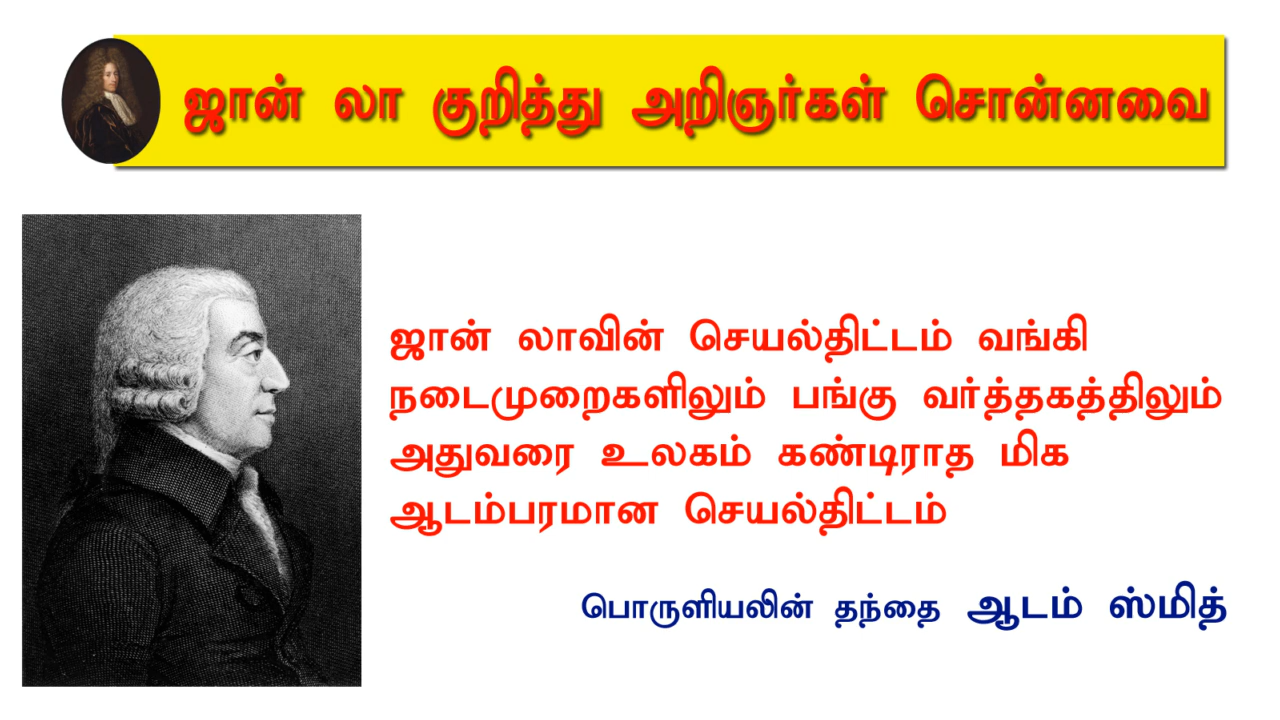 ஜான் லா குறித்து அறிஞர்கள் சொன்னவை
ஜான் லாவின் செயல்திட்டம் வங்கி
நடைமுறைகளிலும் பங்கு வர்த்தகத்திலும்
அதுவரை உலகம் கண்டிராத மிக
ஆடம்பரமான செயல்திட்டம்
பொருளியலின் தந்தை ஆடம் ஸ்மித்